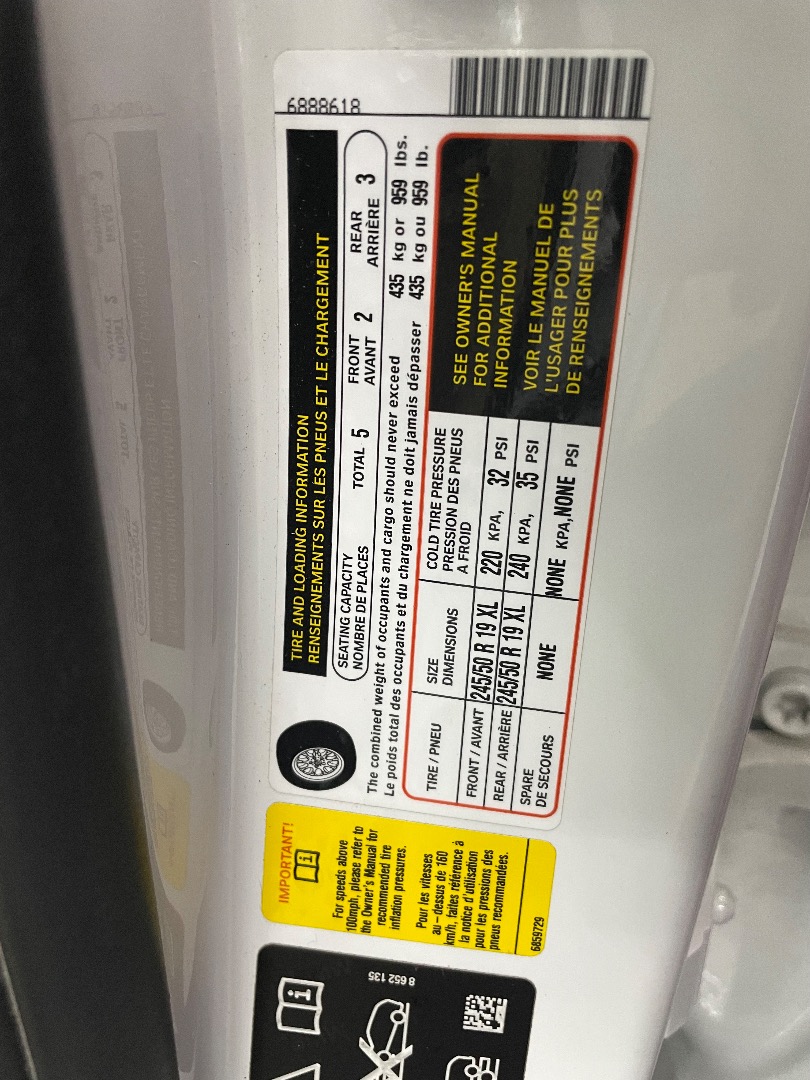 6888618
TIRE AND LOADING INFORMATION
RENSEIGNEMENTS SUR LES PNEUS ET LE CHARGEMENT
SEATING CAPACITY
NOMBRE DE PLACES
TOTAL 5
FRONT
AVANT 2
REAR
ARRIÈRE 3
The combined weight of occupants and cargo should never exceed 435 kg or 959 lbs.
Le poids total des occupants et du chargement ne doit jamais dépasser 435 kg ou 959 lb.
TIRE / PNEU
SIZE
DIMENSIONS
COLD TIRE PRESSURE
PRESSION DES PNEUS
A FROID
FRONT / AVANT 245/50 R 19 XL 220 KPA, 32 PSI
REAR / ARRIÈRE 245/50 R 19 XL 240 KPA, 35 PSI
SPARE
DE SECOURS
NONE
NONE KPA, NONE PSI
SEE OWNER'S MANUAL
FOR ADDITIONAL
INFORMATION
VOIR LE MANUEL DE
L'USAGER POUR PLUS
DE RENSEIGNEMENTS
IMPORTANT!
For speeds above
100mph, please refer to
the Owner's Manual for
recommended tire
inflation pressures.
Pour les vitesses
au-dessus de 160
km/h, faites référence à
la notice d'utilisation
pour les pressions des
pneus recommandées.
6859729
8 652 135